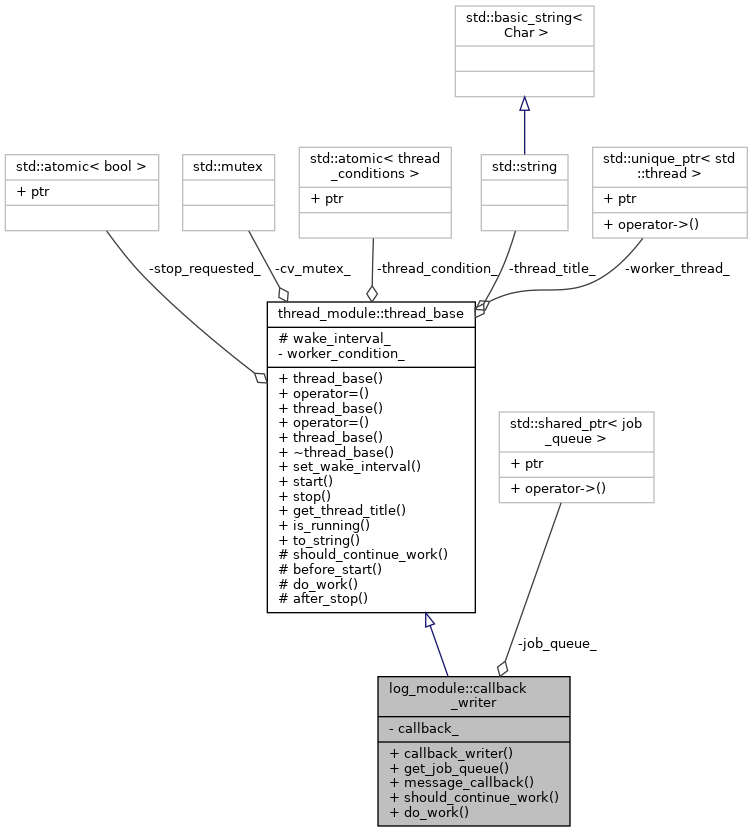 std::basic_string<
Char >
std::atomic< bool >
+ ptr
std::mutex
std::atomic< thread
_conditions >
+ ptr
std::string
std::unique_ptr< std
::thread >
+ ptr
+ operator->()
-stop_requested_
-cv_mutex_
-thread_condition_
-thread_title_
-worker_thread_
thread_module::thread_base
# wake_interval_
- worker_condition_
+ thread_base()
+ operator=()
+ thread_base()
+ operator=()
+ thread_base()
+ ~thread_base()
+ set_wake_interval()
+ start()
+ stop()
+ get_thread_title()
+ is_running()
+ to_string()
# should_continue_work()
# before_start()
# do_work()
# after_stop()
std::shared_ptr< job
_queue >
+ ptr
+ operator->()
-job_queue_
log_module::callback
_writer
- callback_
+ callback_writer()
+ get_job_queue()
+ message_callback()
+ should_continue_work()
+ do_work()